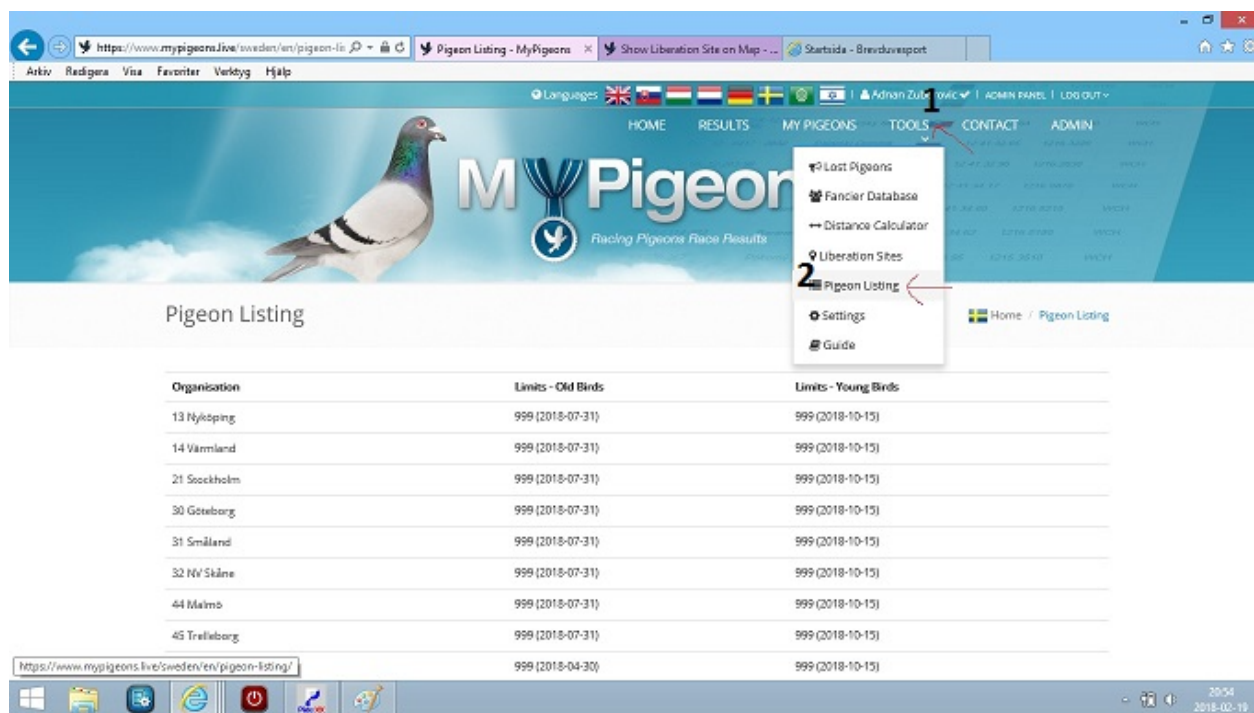 https://www.mypigeons.live/sweden/en/pigeon-li
Pigeon Listing - MyPigeons
Show Liberation Site on Map - ...
Startsida - Brevduvesport
Arkiv Redigera Visa Favoriter Verktyg Hjälp
Languages
Adnan
ADMIN PANEL | LOG OUT
1
HOME RESULTS MY PIGEONS TOOLS CONTACT ADMIN
MYPigeon
Racing Pigeons Race Results
Lost Pigeons
Fancier Database
Distance Calculator
Liberation Sites
2
Pigeon Listing
Settings
Guide
Pigeon Listing
Home / Pigeon Listing
Organisation Limits - Old Birds Limits - Young Birds
13 Nyköping 999 (2018-07-31) 999 (2018-10-15)
14 Värmland 999 (2018-07-31) 999 (2018-10-15)
21 Stockholm 999 (2018-07-31) 999 (2018-10-15)
30 Göteborg 999 (2018-07-31) 999 (2018-10-15)
31 Småland 999 (2018-07-31) 999 (2018-10-15)
32 NV Skåne 999 (2018-07-31) 999 (2018-10-15)
44 Malmö 999 (2018-07-31) 999 (2018-10-15)
45 Trelleborg 999 (2018-07-31) 999 (2018-10-15)
999 (2018-04-30) 999 (2018-10-15)
https://www.mypigeons.live/sweden/en/pigeon-listing/
20:54
2018-02-19